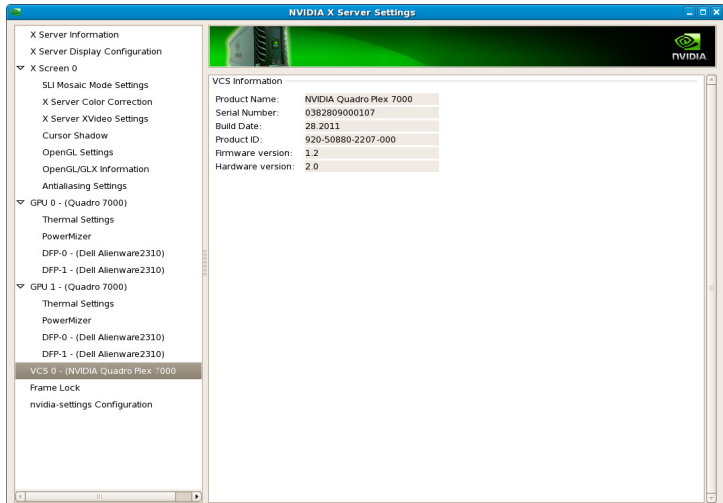 NVIDIA X Server Settings
X Server Information
X Server Display Configuration
X Screen 0
SLI Mosaic Mode Settings
X Server Color Correction
X Server XVideo Settings
Cursor Shadow
OpenGL Settings
OpenGL/GLX Information
Antialiasing Settings
GPU 0 - (Quadro 7000)
Thermal Settings
PowerMizer
DFP-0 - (Dell Alienware2310)
DFP-1 - (Dell Alienware2310)
GPU 1 - (Quadro 7000)
Thermal Settings
PowerMizer
DFP-0 - (Dell Alienware2310)
DFP-1 - (Dell Alienware2310)
VCS 0 - (NVIDIA Quadro Plex 7000
Frame Lock
nvidia-settings Configuration
NVIDIA
VCS Information
Product Name: NVIDIA Quadro Plex 7000
Serial Number: 0382809000107
Build Date: 28.2011
Product ID: 920-50880-2207-000
Firmware version: 1.2
Hardware version: 2.0